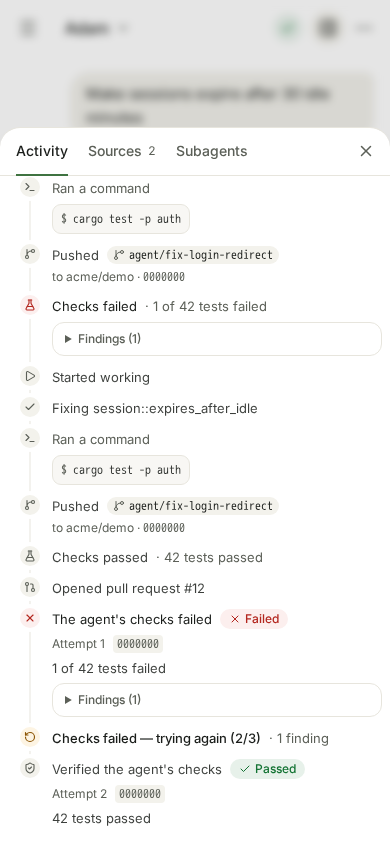 Adam
Make sessions expire after 30 idle
minutes
Activity Sources 2 Subagents
Ran a command
$ cargo test -p auth
Pushed agent/fix-login-redirect
to acme/demo · 0000000
Checks failed · 1 of 42 tests failed
Findings (1)
Started working
Fixing session::expires_after_idle
Ran a command
$ cargo test -p auth
Pushed agent/fix-login-redirect
to acme/demo · 0000000
Checks passed · 42 tests passed
Opened pull request #12
The agent's checks failed Failed
Attempt 1 0000000
1 of 42 tests failed
Findings (1)
Checks failed — trying again (2/3) · 1 finding
Verified the agent's checks Passed
Attempt 2 0000000
42 tests passed